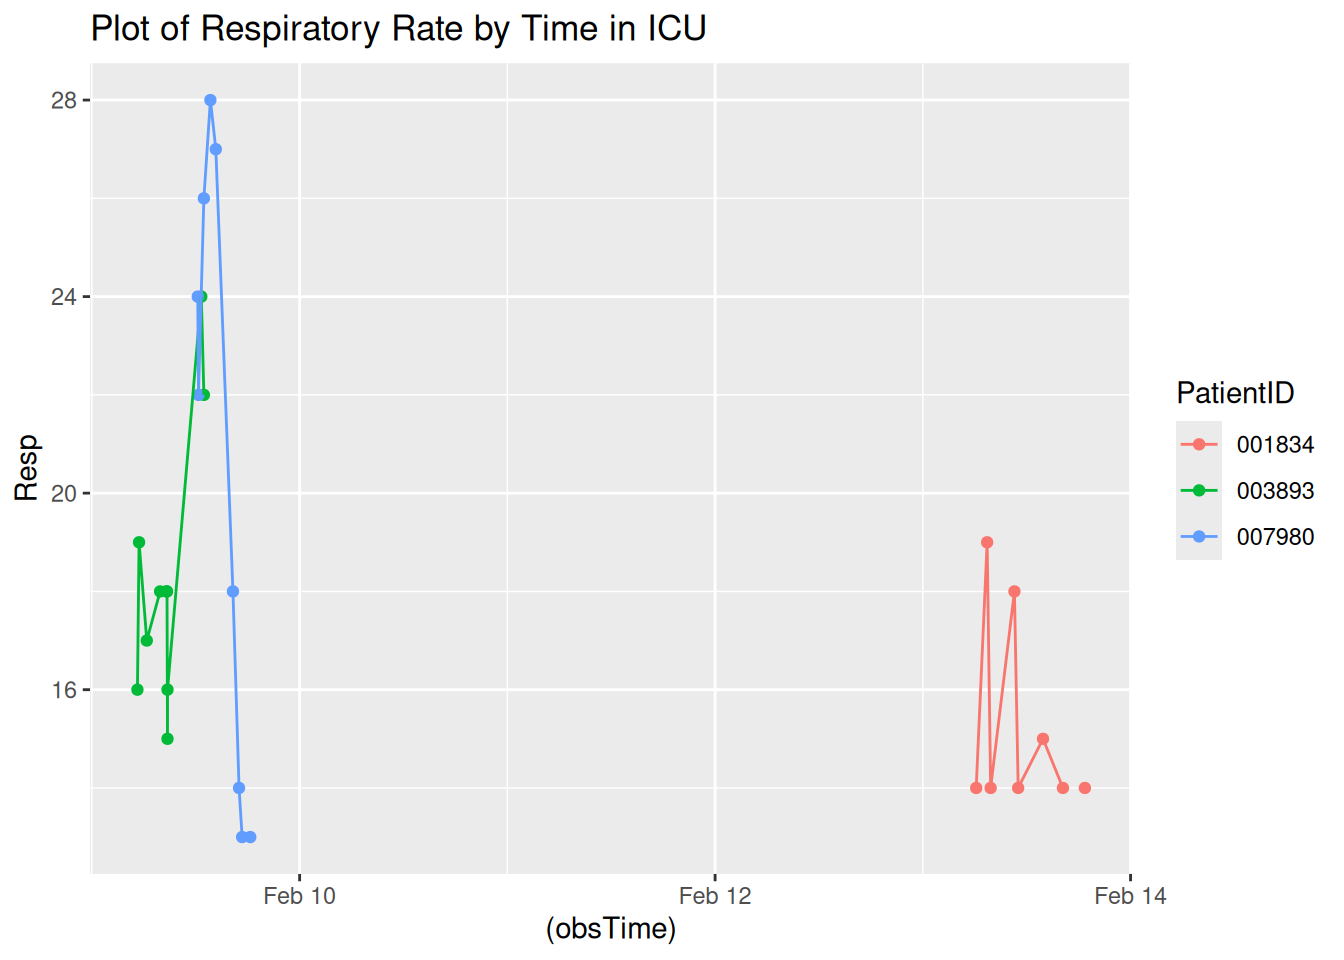 Plot of Respiratory Rate by Time in ICU
28
24
20
16
Resp
Feb 10
Feb 12
Feb 14
(obsTime)
PatientID
001834
003893
007980